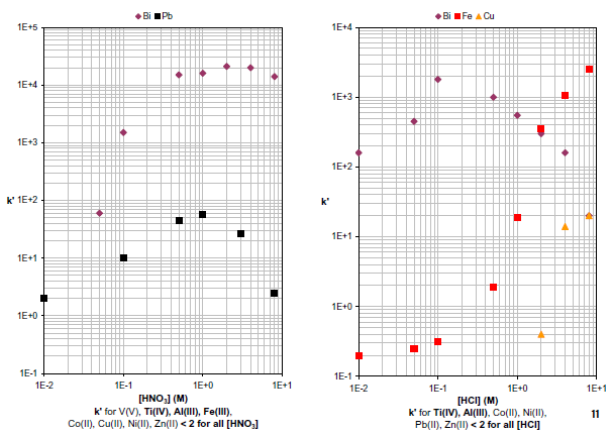 Bi Pb
1E+5
1E+4
1E+3
k'
1E+2
1E+1
1E+0
1E-1
1E-2 1E-1 1E+0 1E+1
[HNO₃] (M)
k' for V(V), Ti(IV), Al(III), Fe(III),
Co(II), Cu(II), Ni(II), Zn(II) < 2 for all [HNO₃]
Bi Fe Cu
1E+4
1E+3
1E+2
k'
1E+1
1E+0
1E-1
1E-2 1E-1 1E+0 1E+1
[HCl] (M)
k' for Ti(IV), Al(III), Co(II), Ni(II),
Pb(II), Zn(II) < 2 for all [HCl]
11